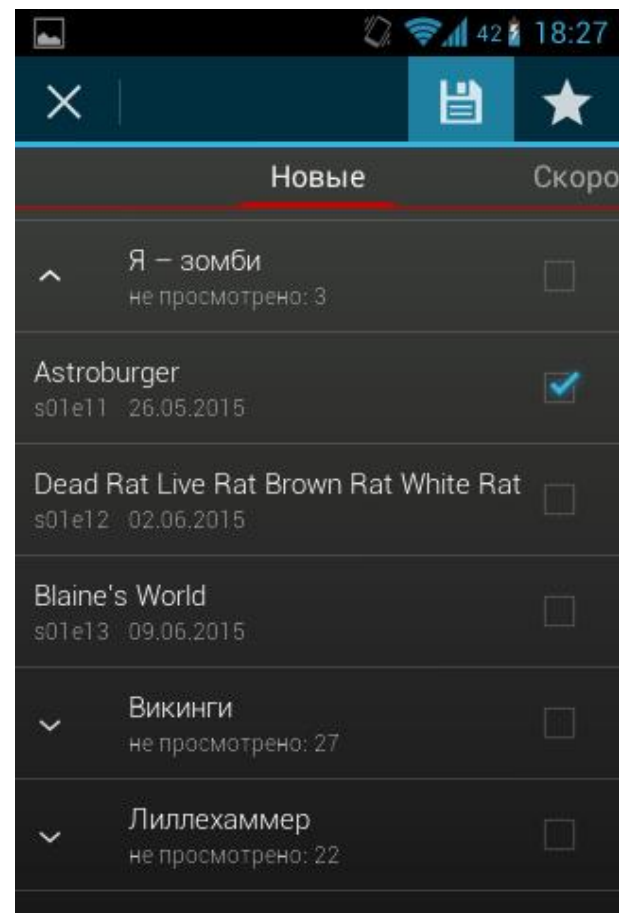 42 18:27
Новые Скоро
Я – зомби
не просмотрено: 3
Astroburger
s01e11 26.05.2015
Dead Rat Live Rat Brown Rat White Rat
s01e12 02.06.2015
Blaine's World
s01e13 09.06.2015
Викинги
не просмотрено: 27
Лиллехаммер
не просмотрено: 22